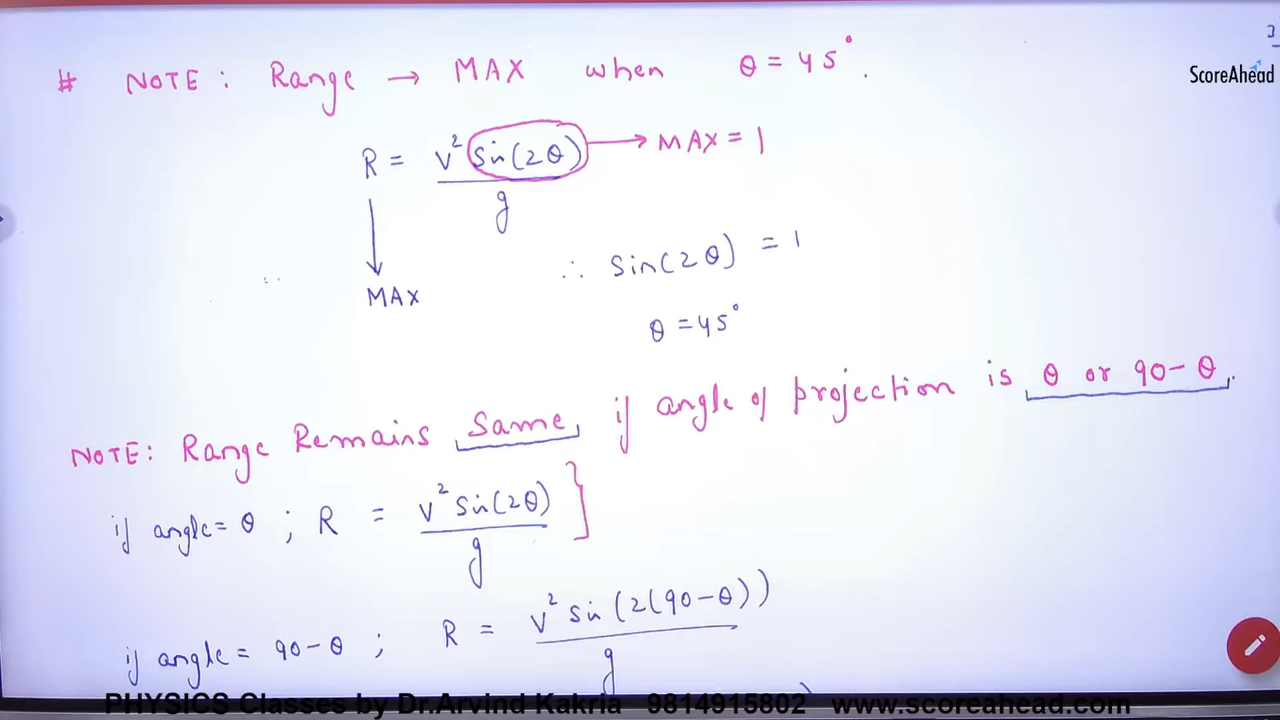 3
ScoreAhead
# NOTE: Range → MAX when θ = 45°.
R = v² sin(2θ) / g → MAX = 1
MAX
∴ sin(2θ) = 1
θ = 45°
NOTE: Range Remains Same if angle of projection is θ or 90-θ.
if angle = θ ; R = v² sin(2θ) / g
if angle = 90-θ ; R = v² sin(2(90-θ)) / g
PHYSICS Classes by Dr.Arvind Kakria 9814915802 www.scoreahead.com